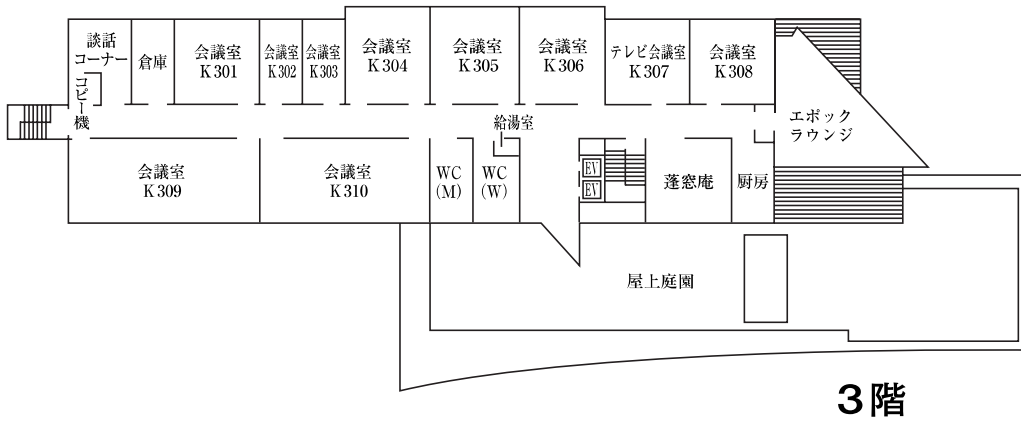 談話
コーナー
コピー機
倉庫
会議室
K301
会議室
K302
会議室
K303
会議室
K304
会議室
K305
会議室
K306
テレビ会議室
K307
会議室
K308
エポック
ラウンジ
給湯室
会議室
K309
会議室
K310
WC
(M)
WC
(W)
EV
EV
蓬窓庵
厨房
屋上庭園
3階